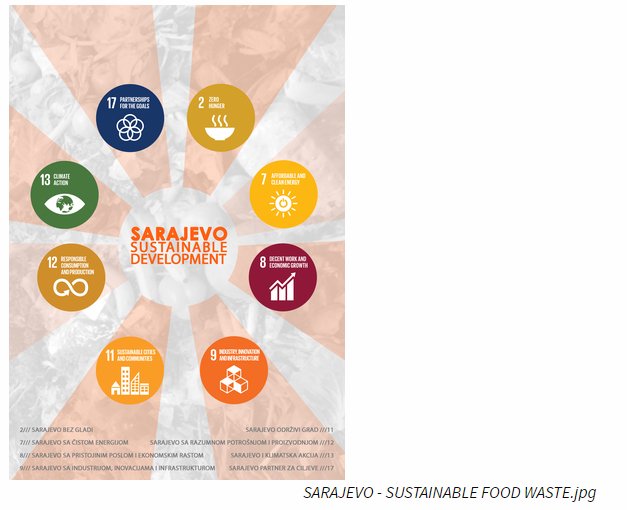 17 PARTNERSHIPS
FOR THE GOALS
2 ZERO
HUNGER
13 CLIMATE
ACTION
7 AFFORDABLE AND
CLEAN ENERGY
SARAJEVO
SUSTAINABLE
DEVELOPMENT
12 RESPONSIBLE
CONSUMPTION
AND PRODUCTION
8 DECENT WORK AND
ECONOMIC GROWTH
11 SUSTAINABLE CITIES
AND COMMUNITIES
9 INDUSTRY, INNOVATION
AND INFRASTRUCTURE
2/// SARAJEVO BEZ GLADI
SARAJEVO ODRŽIVI GRAD ///11
7/// SARAJEVO SA ČISTOM ENERGIJOM
SARAJEVO SA RAZUMNOM POTROŠNJOM I PROIZVODNJOM ///12
8/// SARAJEVO SA PRISTOJNIM POSLOM I EKONOMSKIM RASTOM
SARAJEVO I KLIMATSKA AKCIJA ///13
9/// SARAJEVO SA INDUSTRIJOM, INOVACIJAMA I INFRASTRUKTUROM
SARAJEVO PARTNER ZA CILJEVE ///17
SARAJEVO - SUSTAINABLE FOOD WASTE.jpg